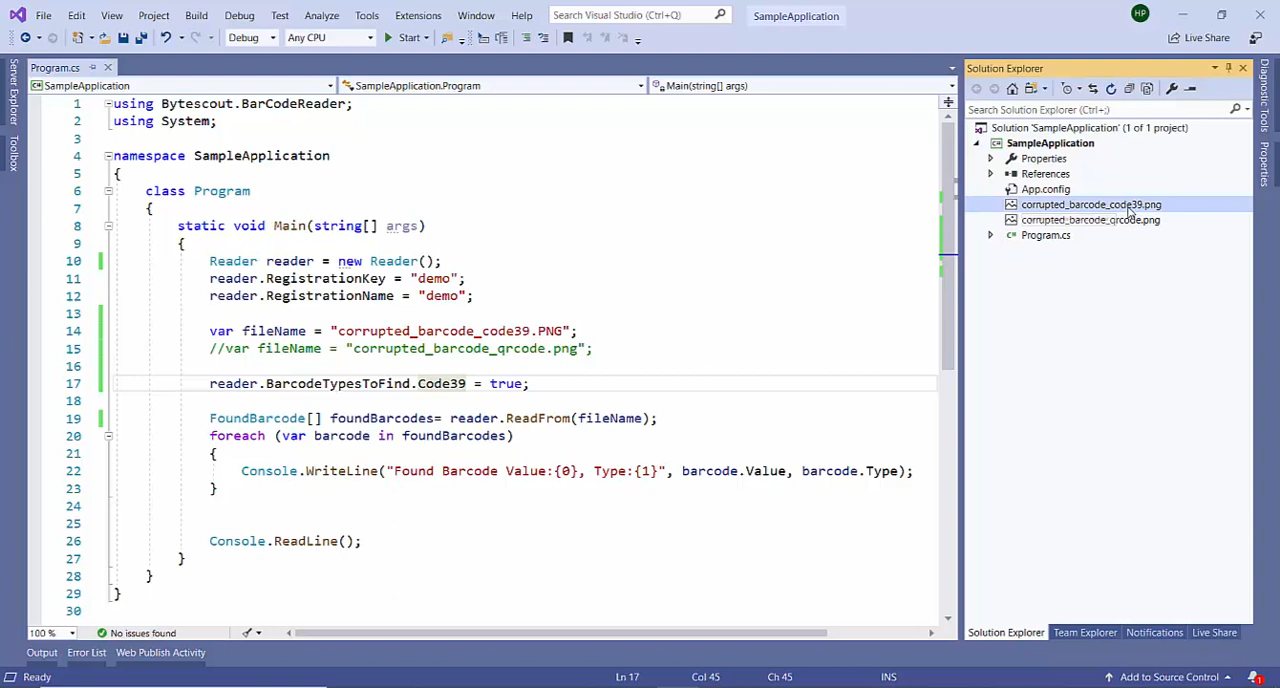 File Edit View Project Build Debug Test Analyze Tools Extensions Window Help Search Visual Studio (Ctrl+Q) SampleApplication HP
Debug Any CPU Start Live Share
Server Explorer
Toolbox
Program.cs
SampleApplication SampleApplication.Program Main(string[] args)
1 using Bytescout.BarCodeReader;
2 using System;
3
4 namespace SampleApplication
5 {
6 class Program
7 {
8 static void Main(string[] args)
9 {
10 Reader reader = new Reader();
11 reader.RegistrationKey = "demo";
12 reader.RegistrationName = "demo";
13
14 var fileName = "corrupted_barcode_code39.PNG";
15 //var fileName = "corrupted_barcode_qrcode.png";
16
17 reader.BarcodeTypesToFind.Code39 = true;
18
19 FoundBarcode[] foundBarcodes= reader.ReadFrom(fileName);
20 foreach (var barcode in foundBarcodes)
21 {
22 Console.WriteLine("Found Barcode Value:{0}, Type:{1}", barcode.Value, barcode.Type);
23 }
24
25
26 Console.ReadLine();
27 }
28 }
29 }
30
Solution Explorer
Search Solution Explorer (Ctrl+;)
Solution 'SampleApplication' (1 of 1 project)
SampleApplication
Properties
References
App.config
corrupted_barcode_code39.png
corrupted_barcode_qrcode.png
Program.cs
Diagnostic Tools
Properties
100 % No issues found
Solution Explorer Team Explorer Notifications Live Share
Output Error List Web Publish Activity
Ready Ln 17 Col 45 Ch 45 INS Add to Source Control 1